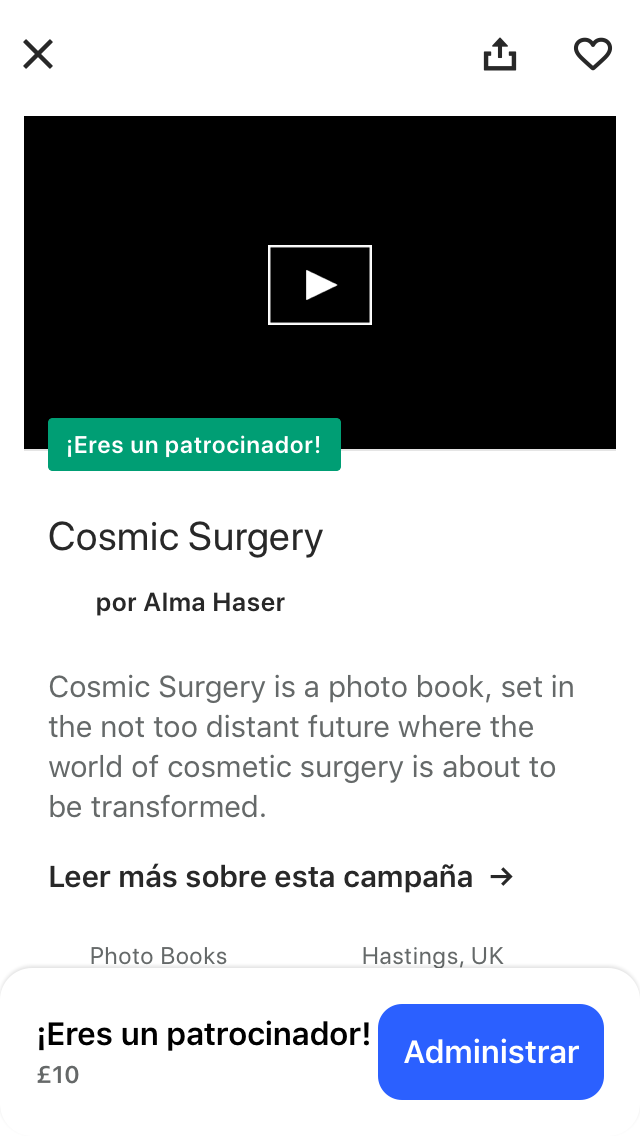 ¡Eres un patrocinador!
Cosmic Surgery
por Alma Haser
Cosmic Surgery is a photo book, set in
the not too distant future where the
world of cosmetic surgery is about to
be transformed.
Leer más sobre esta campaña →
Photo Books
Hastings, UK
¡Eres un patrocinador!
£10
Administrar